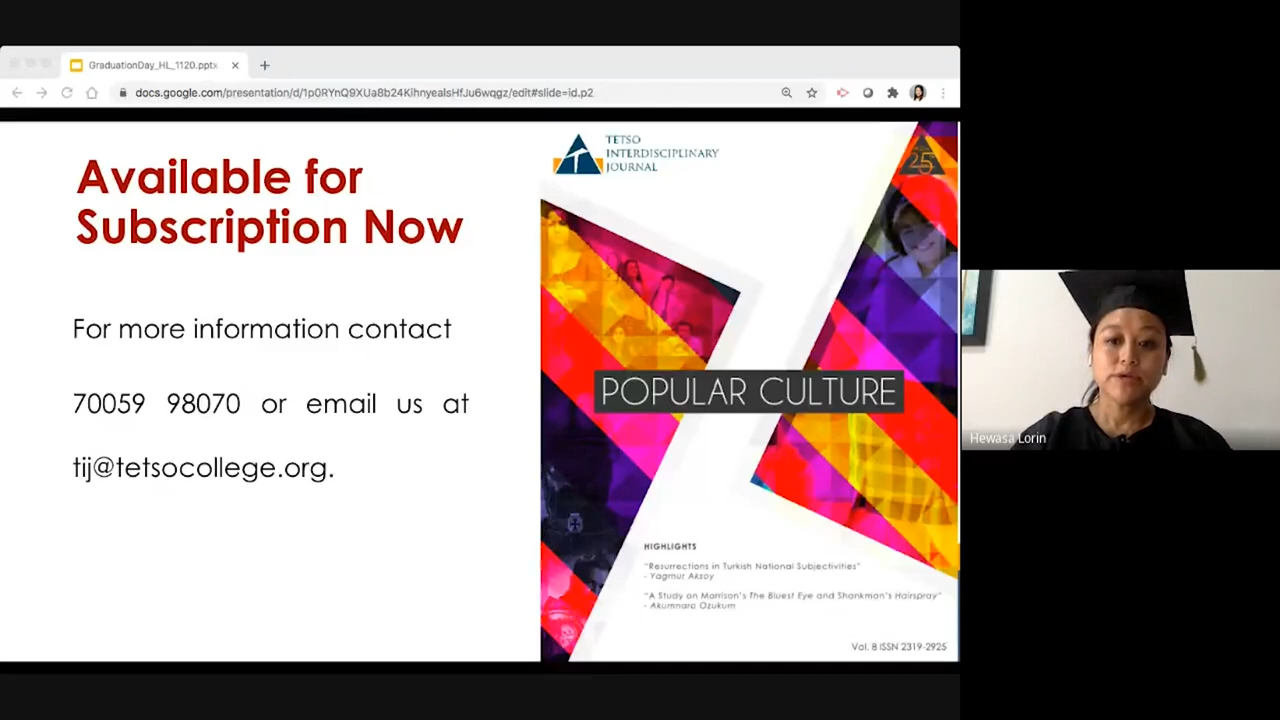 GraduationDay_HL_1120.pptx
docs.google.com/presentation/d/1p0RYnQ9XUa8b24KihnyealsHfJu6wqgz/edit#slide=id.p2
Available for
Subscription Now
For more information contact
70059 98070 or email us at
tij@tetsocollege.org.
TETSO
INTERDISCIPLINARY
JOURNAL
25
POPULAR CULTURE
HIGHLIGHTS
"Resurrections in Turkish National Subjectivities"
- Yagmur Aksoy
"A Study on Morrison's The Bluest Eye and Shankman's Hairspray"
- Akumnaro Ozukum
Vol. 8 ISSN 2319-2925
Hewasa Lorin